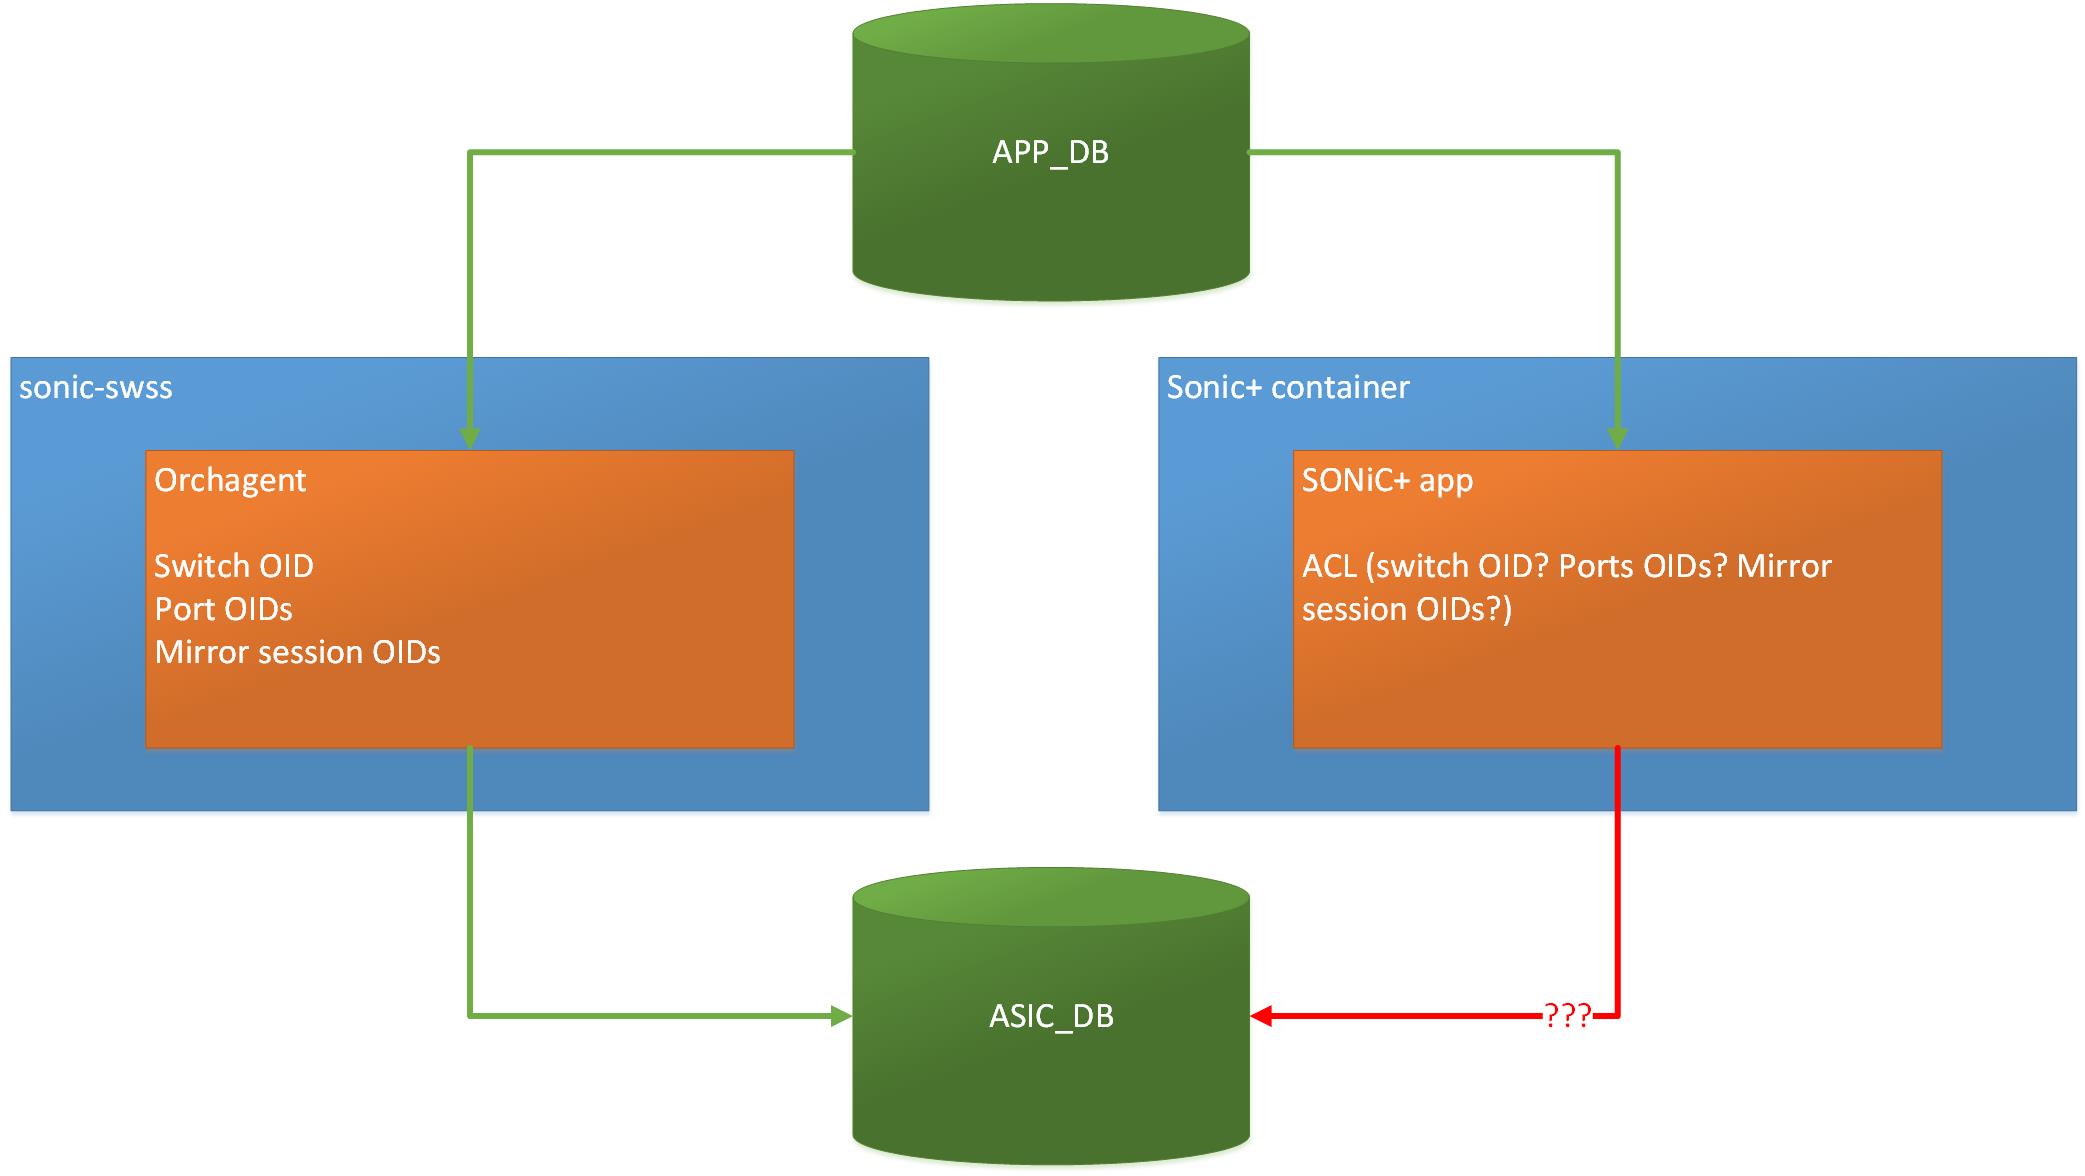 APP_DB
sonic-swss
Orchagent
Switch OID
Port OIDs
Mirror session OIDs
Sonic+ container
SONiC+ app
ACL (switch OID? Ports OIDs? Mirror
session OIDs?)
ASIC_DB
???